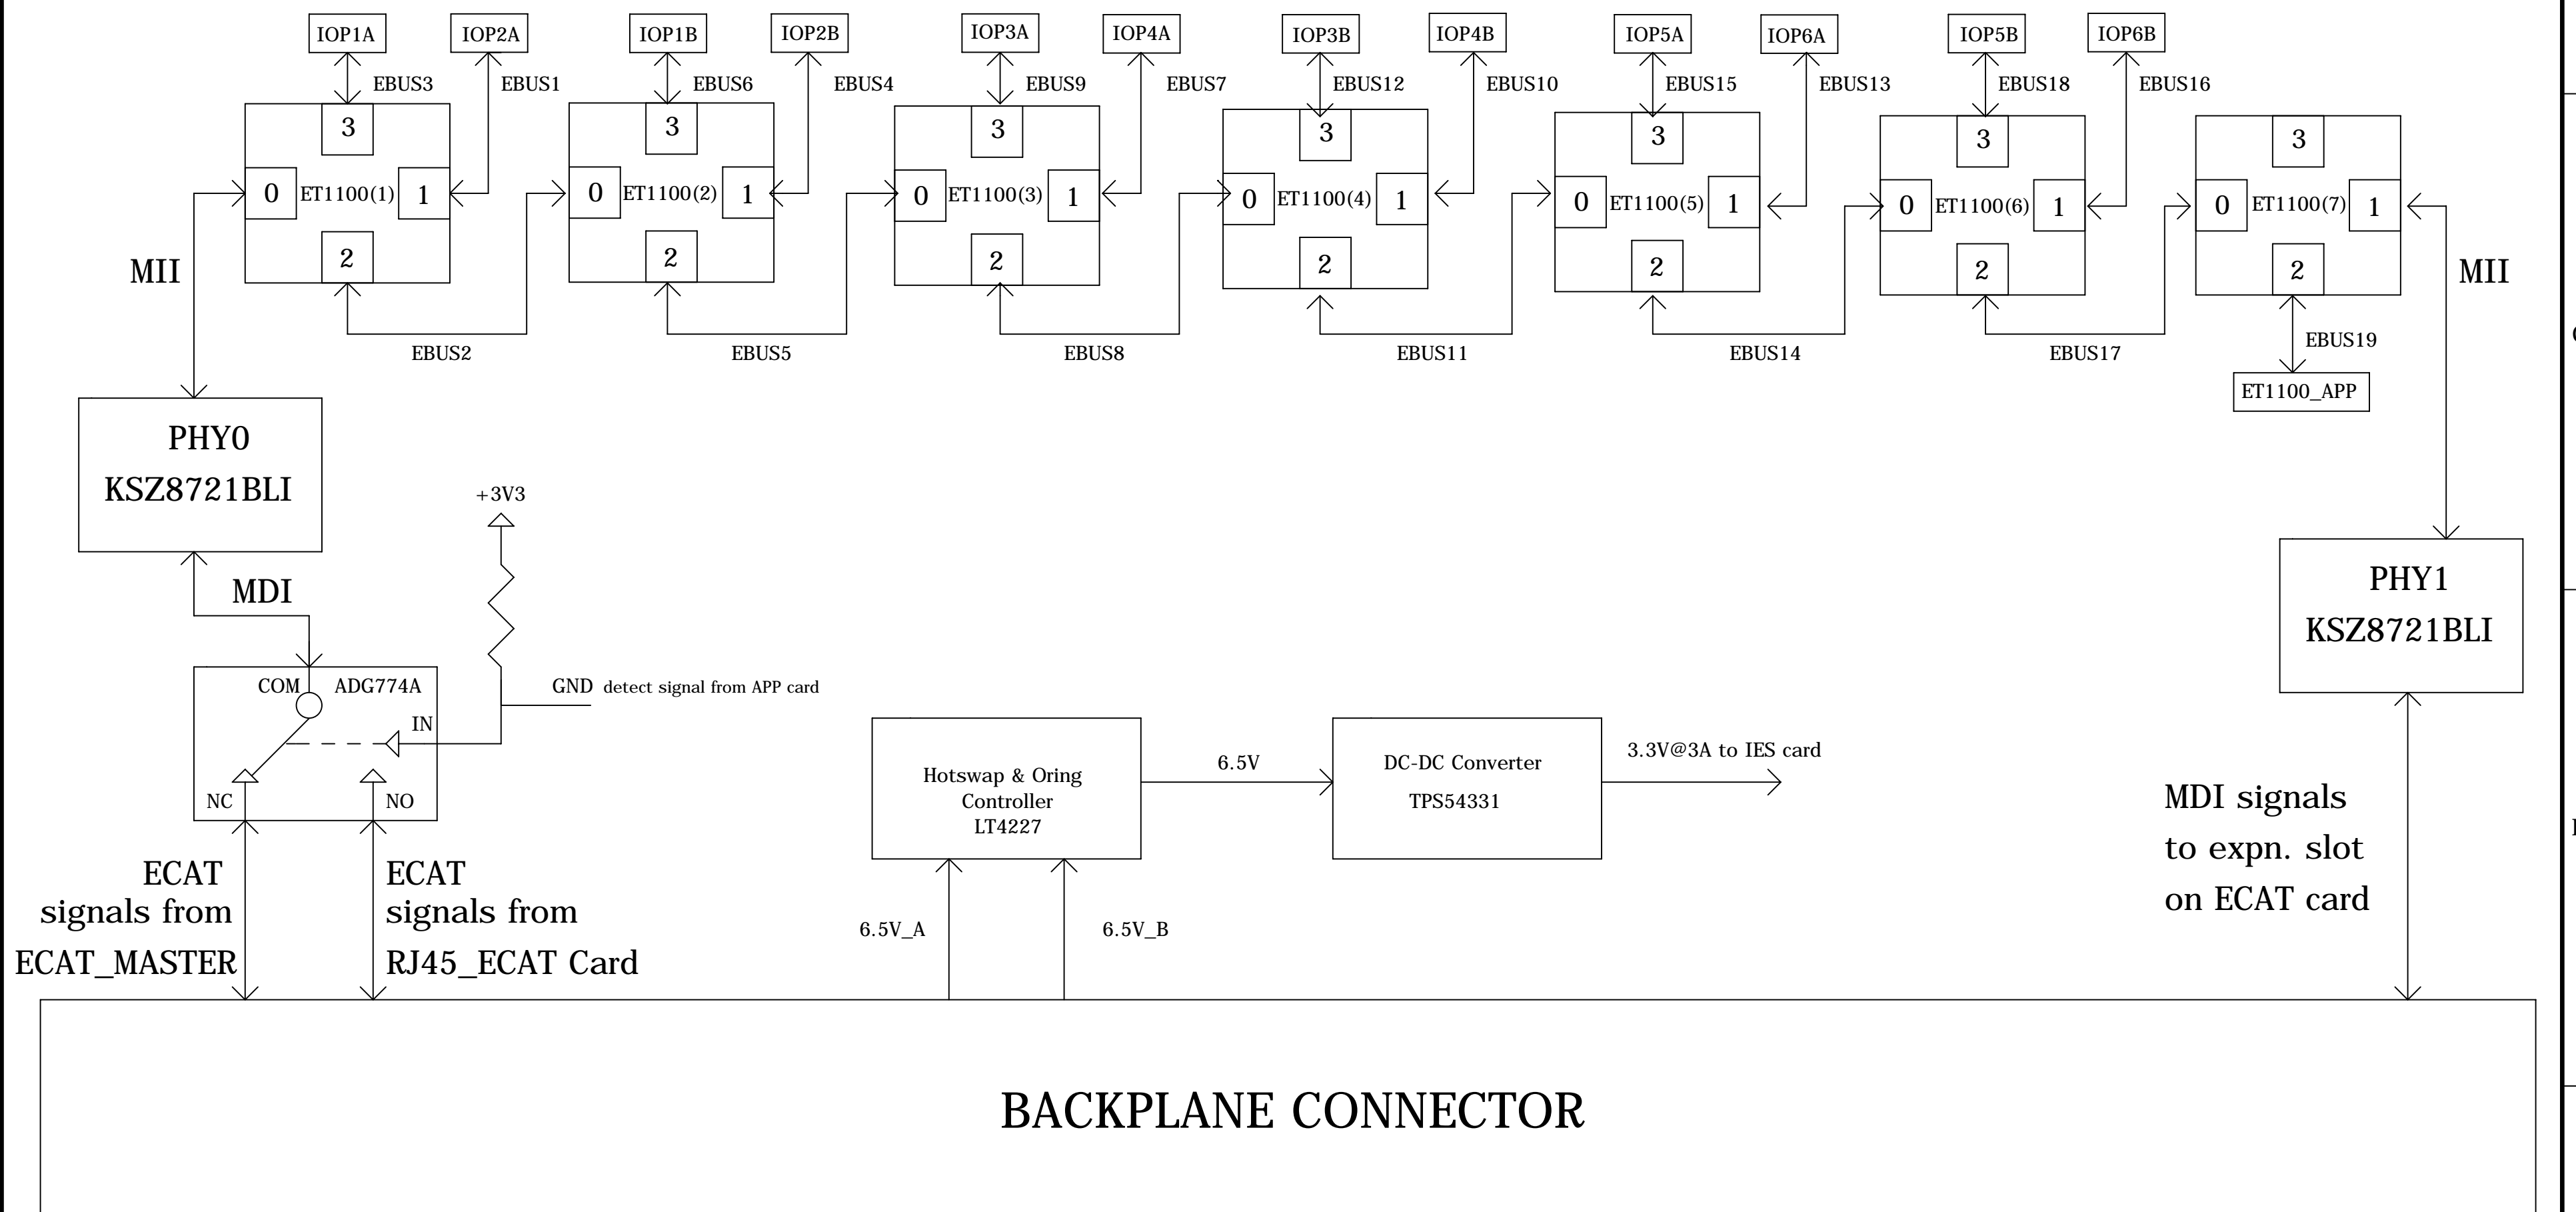 IOP1A
IOP2A
IOP1B
IOP2B
IOP3A
IOP4A
IOP3B
IOP4B
IOP5A
IOP6A
IOP5B
IOP6B
EBUS3
EBUS1
EBUS6
EBUS4
EBUS9
EBUS7
EBUS12
EBUS10
EBUS15
EBUS13
EBUS18
EBUS16
3
0 ET1100(1) 1
2
3
0 ET1100(2) 1
2
3
0 ET1100(3) 1
2
3
0 ET1100(4) 1
2
3
0 ET1100(5) 1
2
3
0 ET1100(6) 1
2
3
0 ET1100(7) 1
2
MII
MII
EBUS2
EBUS5
EBUS8
EBUS11
EBUS14
EBUS17
EBUS19
ET1100_APP
PHY0
KSZ8721BLI
+3V3
MDI
PHY1
KSZ8721BLI
COM
ADG774A
IN
NC
NO
GND detect signal from APP card
Hotswap & Oring
Controller
LT4227
6.5V
DC-DC Converter
TPS54331
3.3V@3A to IES card
MDI signals
to expn. slot
on ECAT card
ECAT
signals from
ECAT_MASTER
ECAT
signals from
RJ45_ECAT Card
6.5V_A
6.5V_B
BACKPLANE CONNECTOR